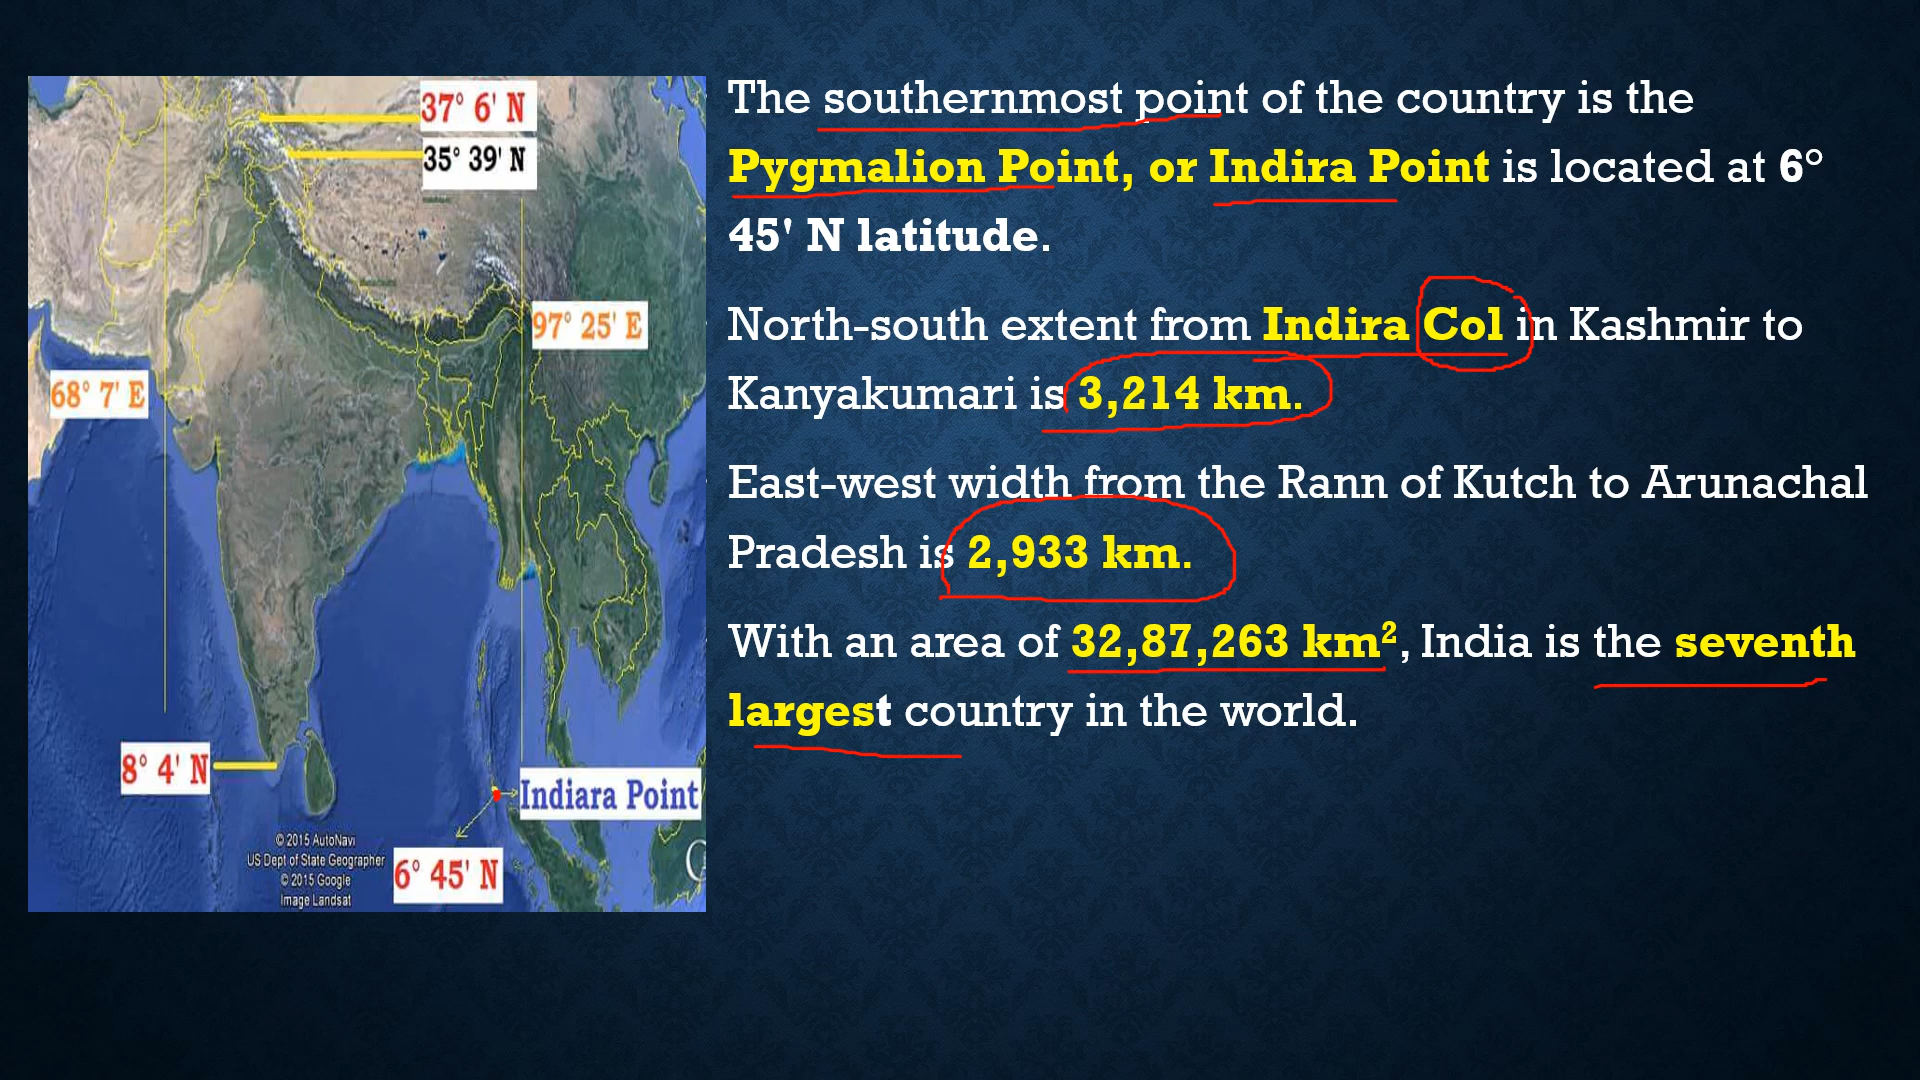 37° 6' N
35° 39' N
97° 25' E
68° 7' E
8° 4' N
Indiara Point
6° 45' N
© 2015 AutoNavi
US Dept of State Geographer
© 2015 Google
Image Landsat
The southernmost point of the country is the
Pygmalion Point, or Indira Point is located at 6°
45' N latitude.
North-south extent from Indira Col in Kashmir to
Kanyakumari is 3,214 km.
East-west width from the Rann of Kutch to Arunachal
Pradesh is 2,933 km.
With an area of 32,87,263 km², India is the seventh
largest country in the world.